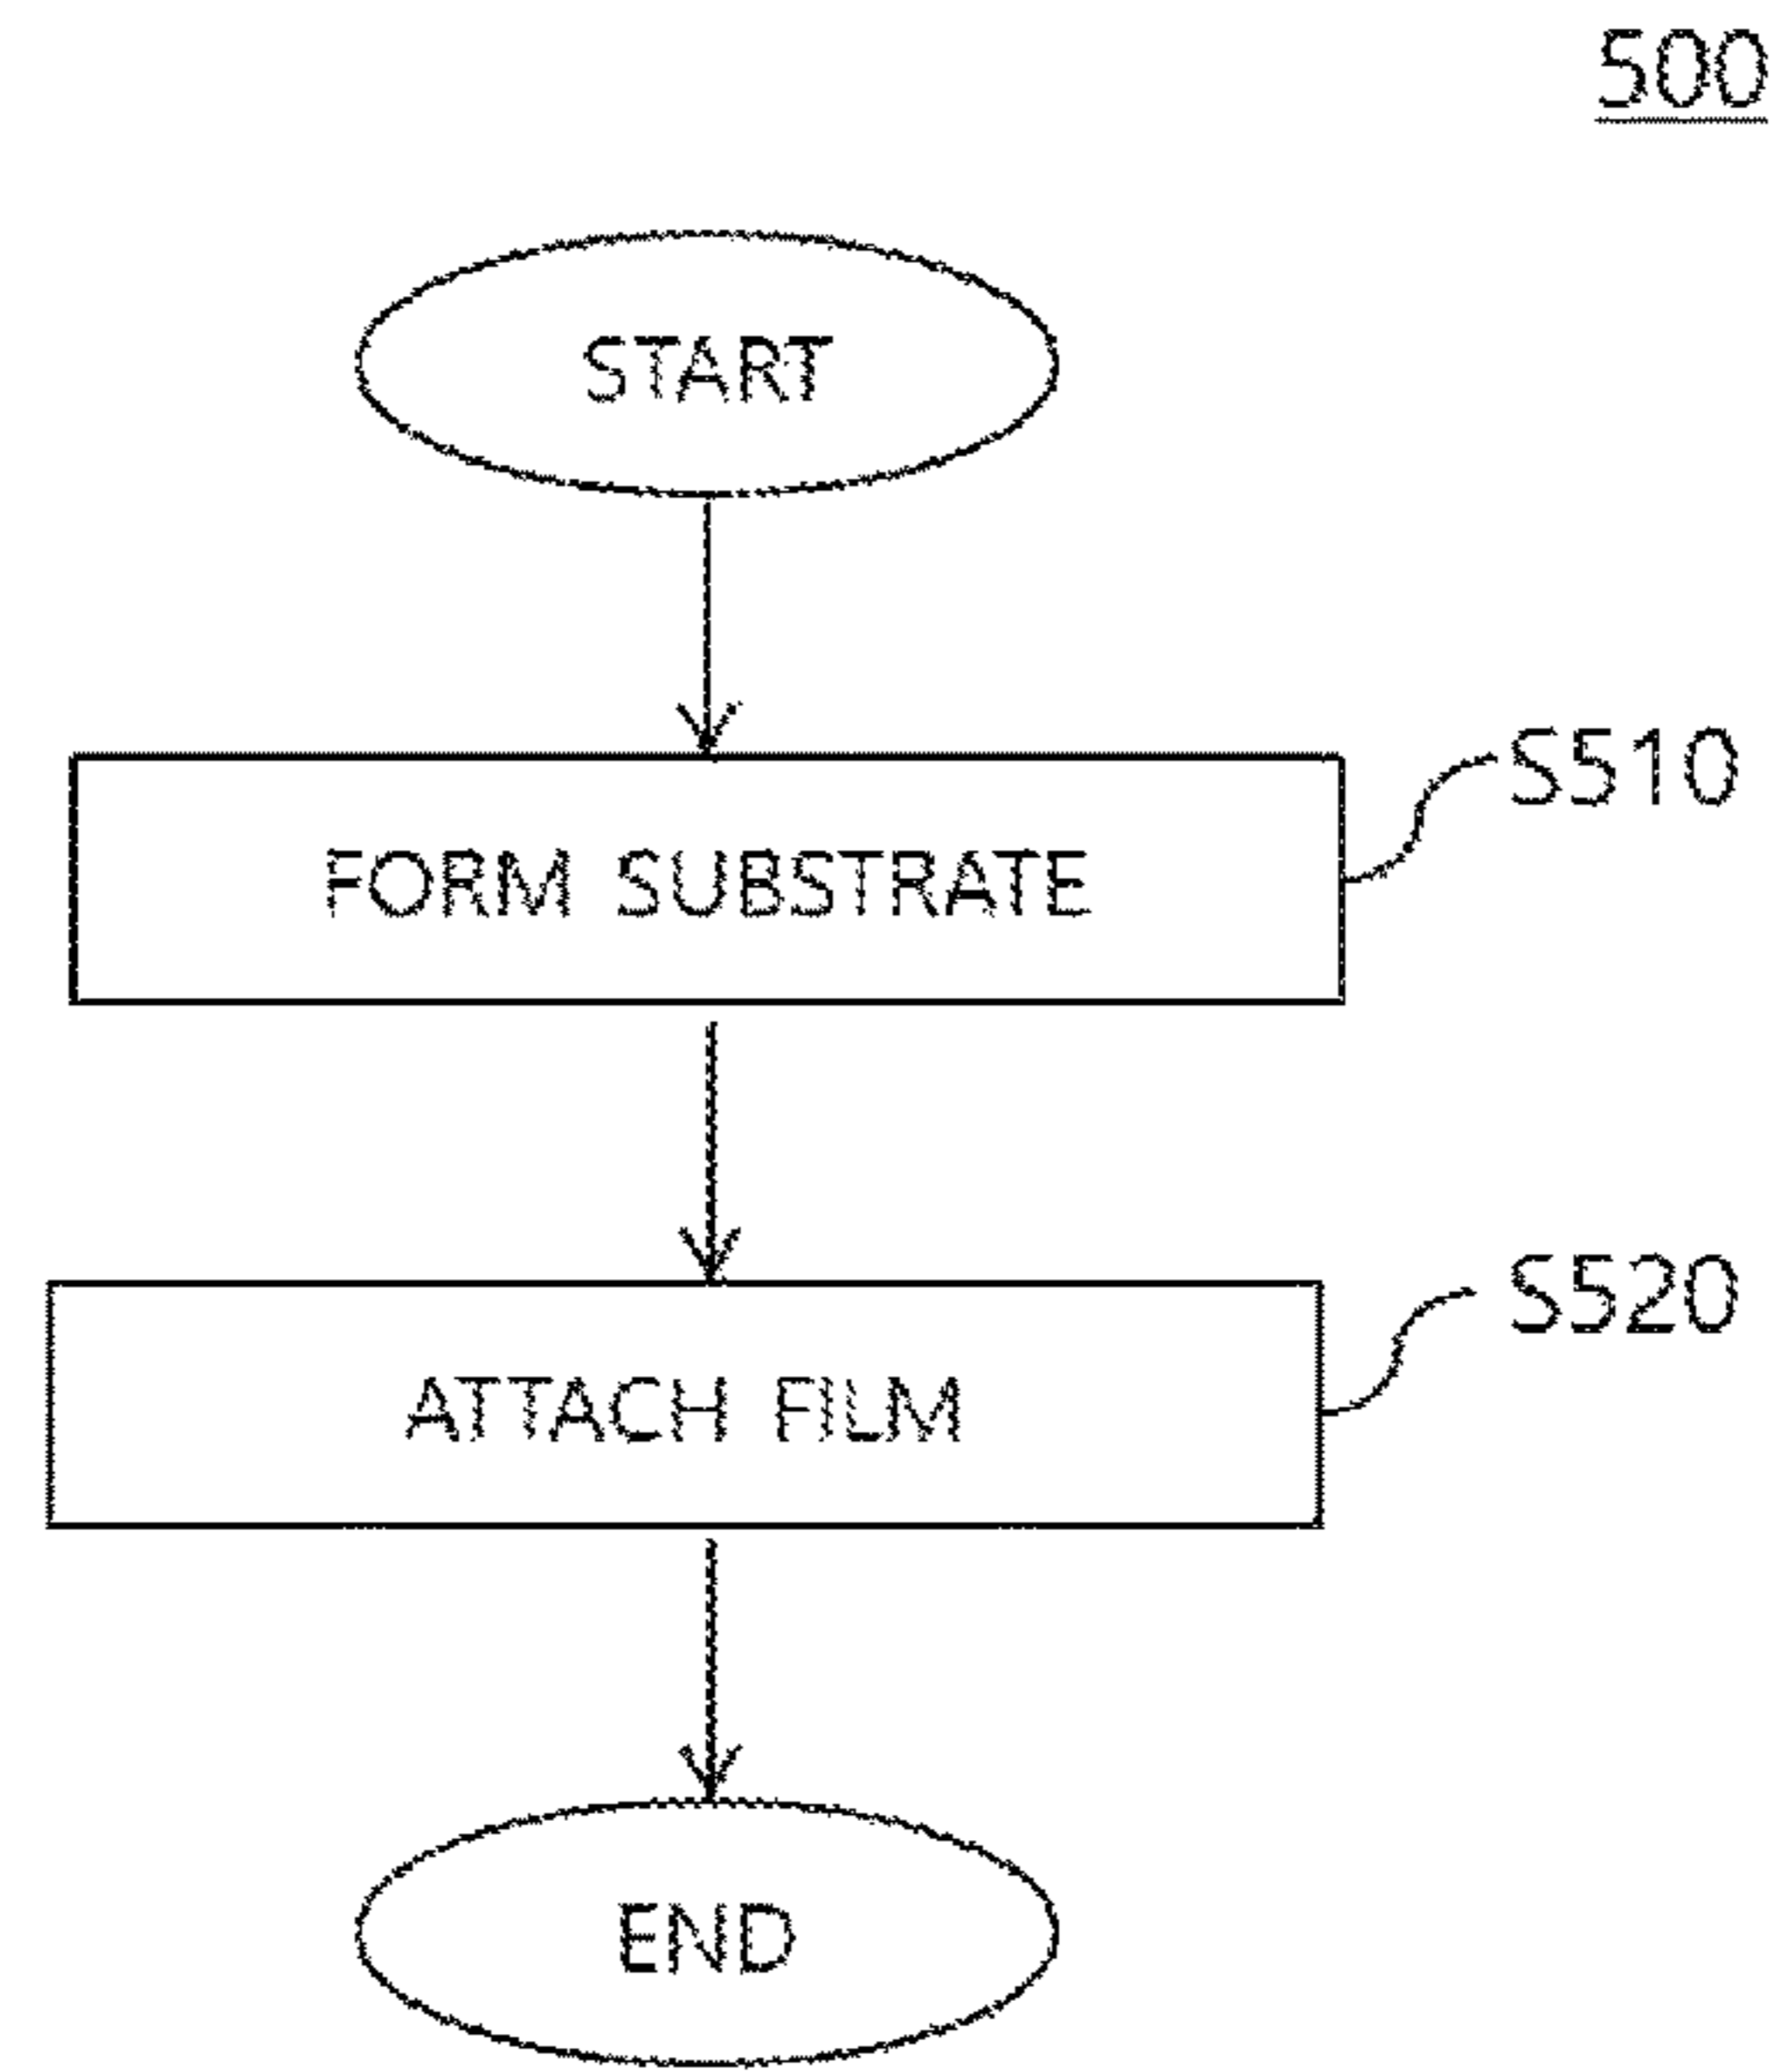 500
START
S510
FORM SUBSTRATE
S520
ATTACH FILM
END